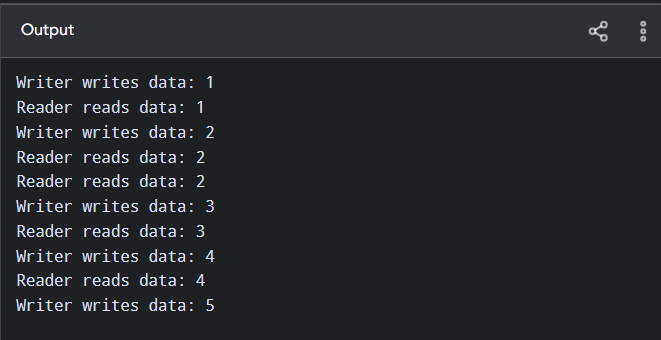 Output
Writer writes data: 1
Reader reads data: 1
Writer writes data: 2
Reader reads data: 2
Reader reads data: 2
Writer writes data: 3
Reader reads data: 3
Writer writes data: 4
Reader reads data: 4
Writer writes data: 5